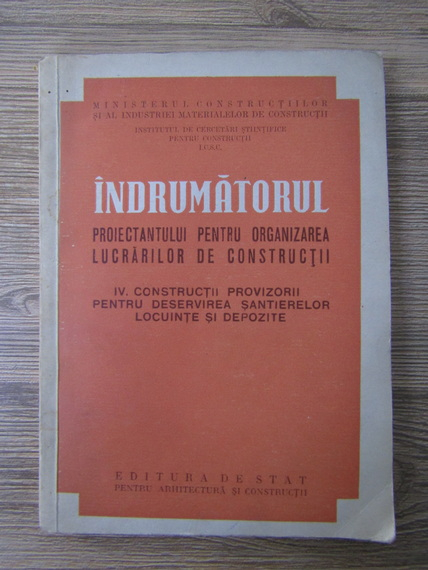 MINISTERUL CONSTRUCȚIILOR
ȘI AL INDUSTRIEI MATERIALELOR DE CONSTRUCȚII
INSTITUTUL DE CERCETĂRI ȘTIINȚIFICE
PENTRU CONSTRUCȚII
I.C.S.C.
ÎNDRUMĂTORUL
PROIECTANTULUI PENTRU ORGANIZAREA
LUCRĂRILOR DE CONSTRUCȚII
IV. CONSTRUCȚII PROVIZORII
PENTRU DESERVIREA ȘANTIERELOR
LOCUINȚE ȘI DEPOZITE
EDITURA DE STAT
PENTRU ARHITECTURĂ ȘI CONSTRUCȚII